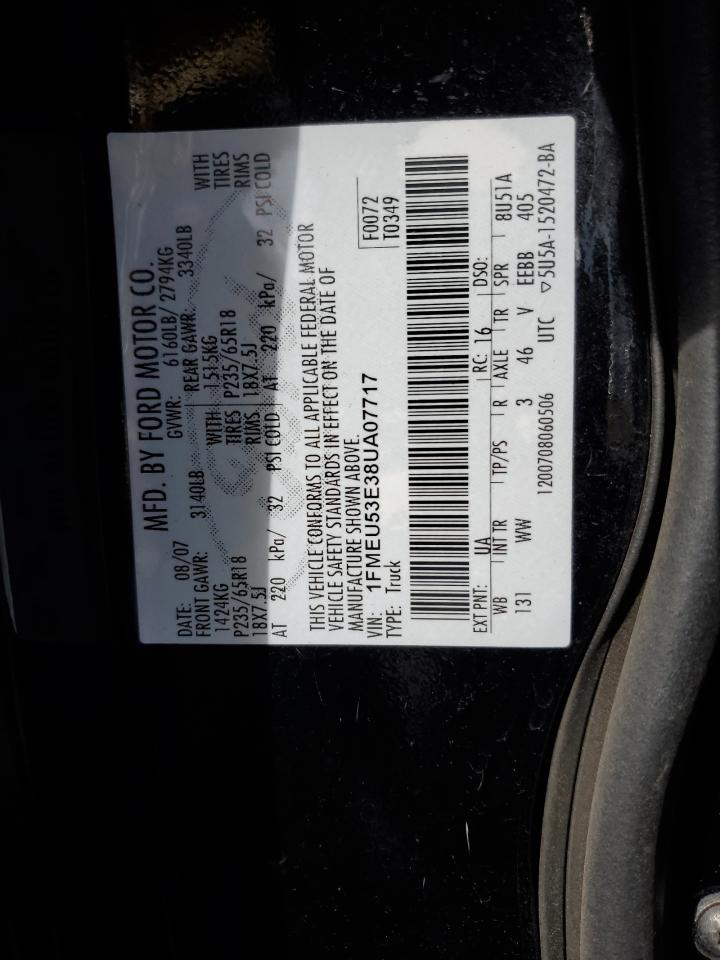 MFD. BY FORD MOTOR CO.
DATE: 08/07 GVWR: 6160LB/ 2794KG
FRONT GAWR: 3140LB REAR GAWR: 3340LB
1424KG WITH 1515KG WITH
P235/65R18 TIRES P235/65R18 TIRES
18X7.5J RIMS 18X7.5J RIMS
AT 220 kPa/ 32 PSI COLD AT 220 kPa/ 32 PSI COLD
THIS VEHICLE CONFORMS TO ALL APPLICABLE FEDERAL MOTOR
VEHICLE SAFETY STANDARDS IN EFFECT ON THE DATE OF
MANUFACTURE SHOWN ABOVE.
VIN: 1FMEU53E38UA07717 F0072
TYPE: Truck T0349
EXT PNT: UA RC: 16 DSO:
WB INT TR TP/PS R AXLE TR SPR 8U51A
131 WW 3 46 V EEBB 405
1200708060506 UTC ▽5U5A-1520472-BA